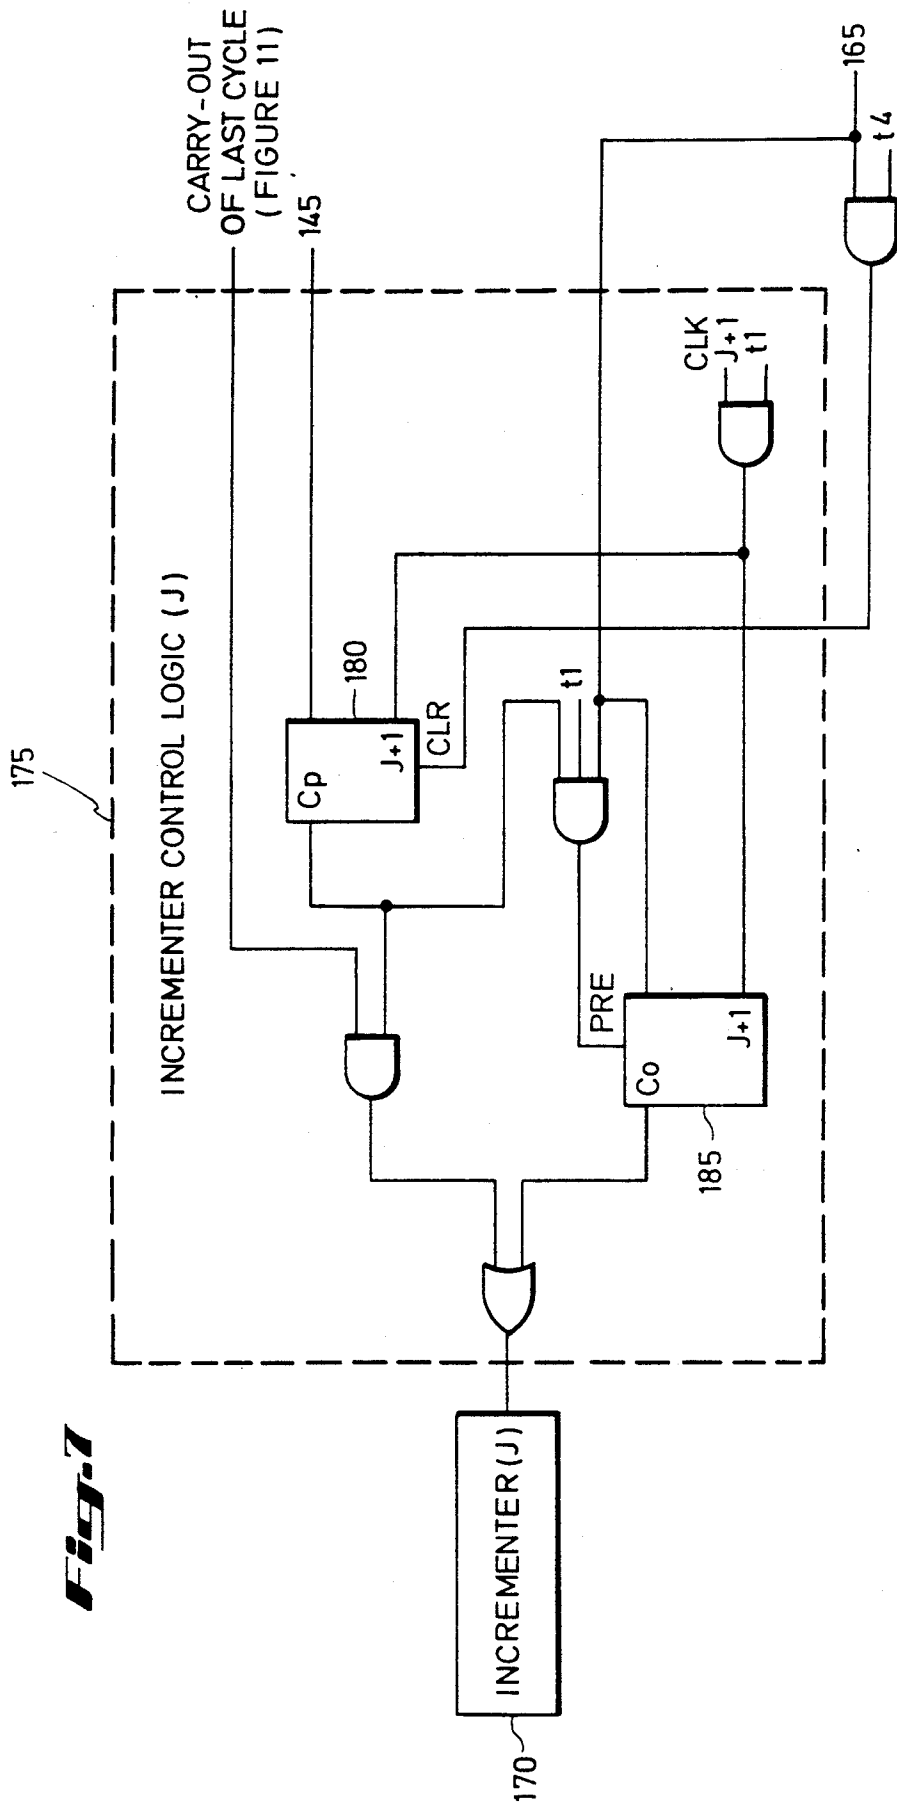 Fig.7
175
CARRY-OUT
OF LAST CYCLE
(FIGURE 11)
145
INCREMENTER CONTROL LOGIC (J)
180
Cp
J+1
CLR
t1
CLK
J+1
t1
165
t4
PRE
Co
J+1
185
INCREMENTER (J)
170